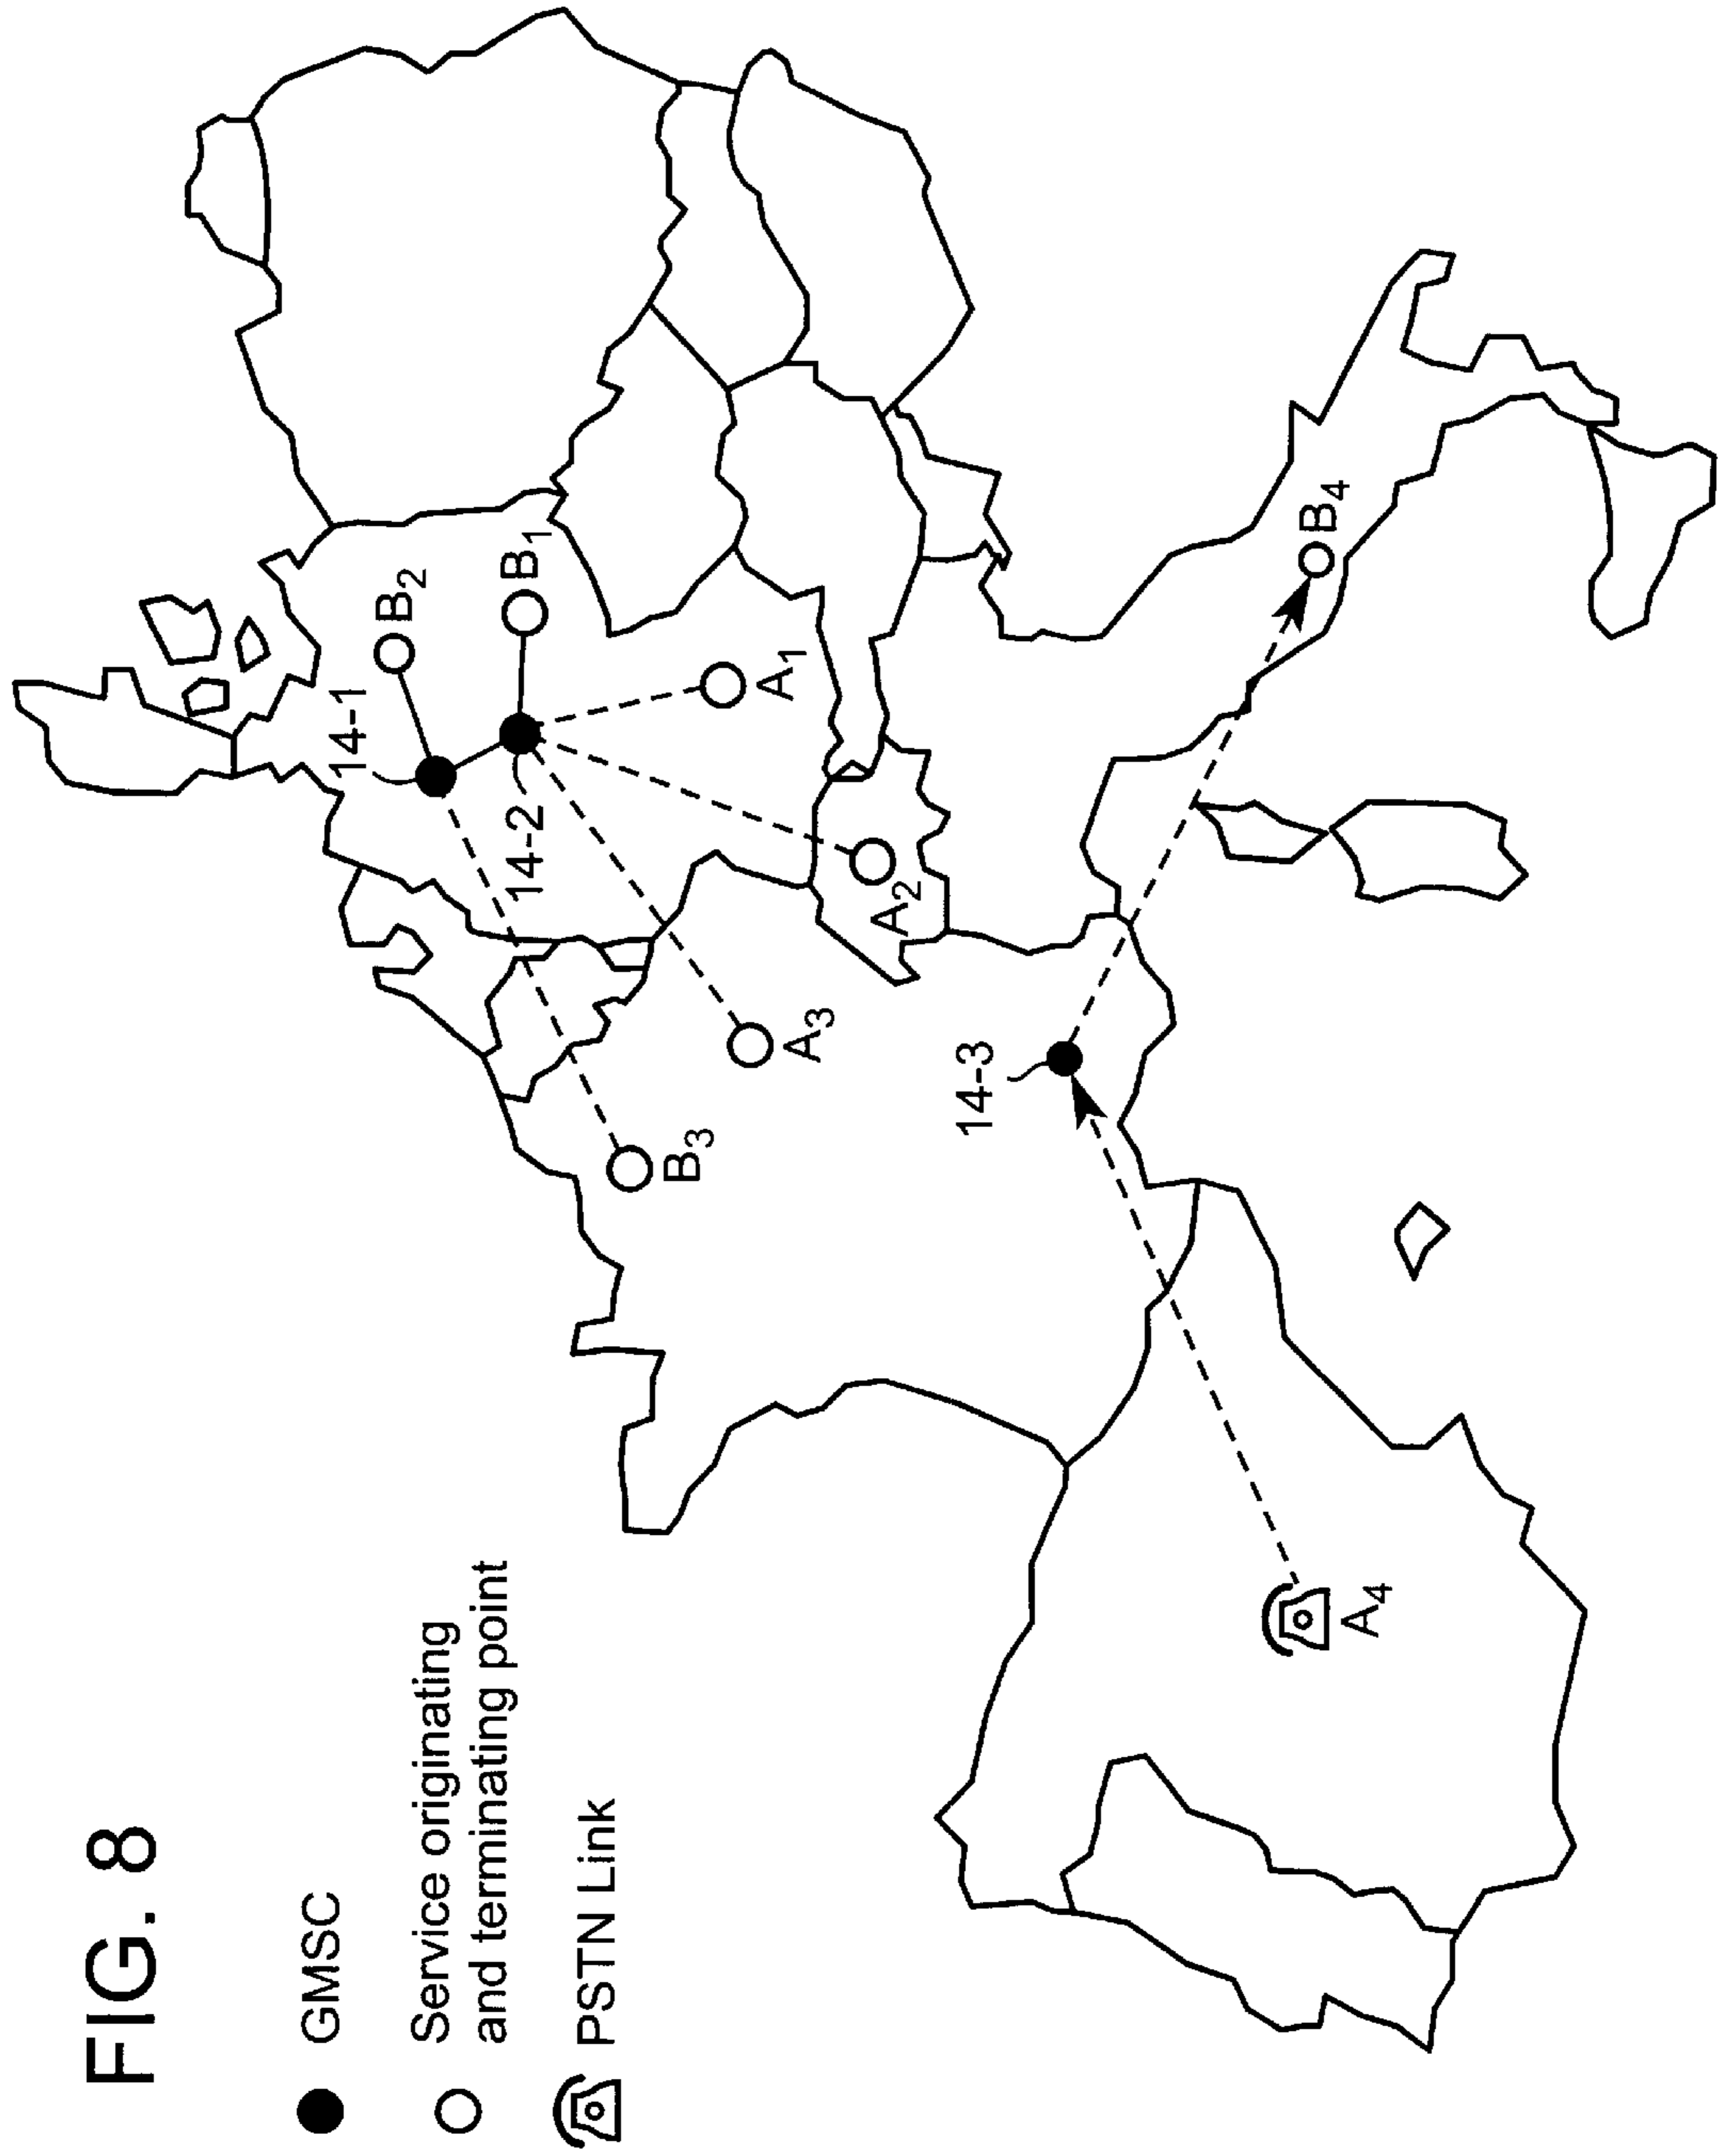 FIG. 8
GMSC
Service originating
and terminating point
PSTN Link
B2
14-1
B1
14-2
A1
A2
B3
A3
14-3
B4
A4